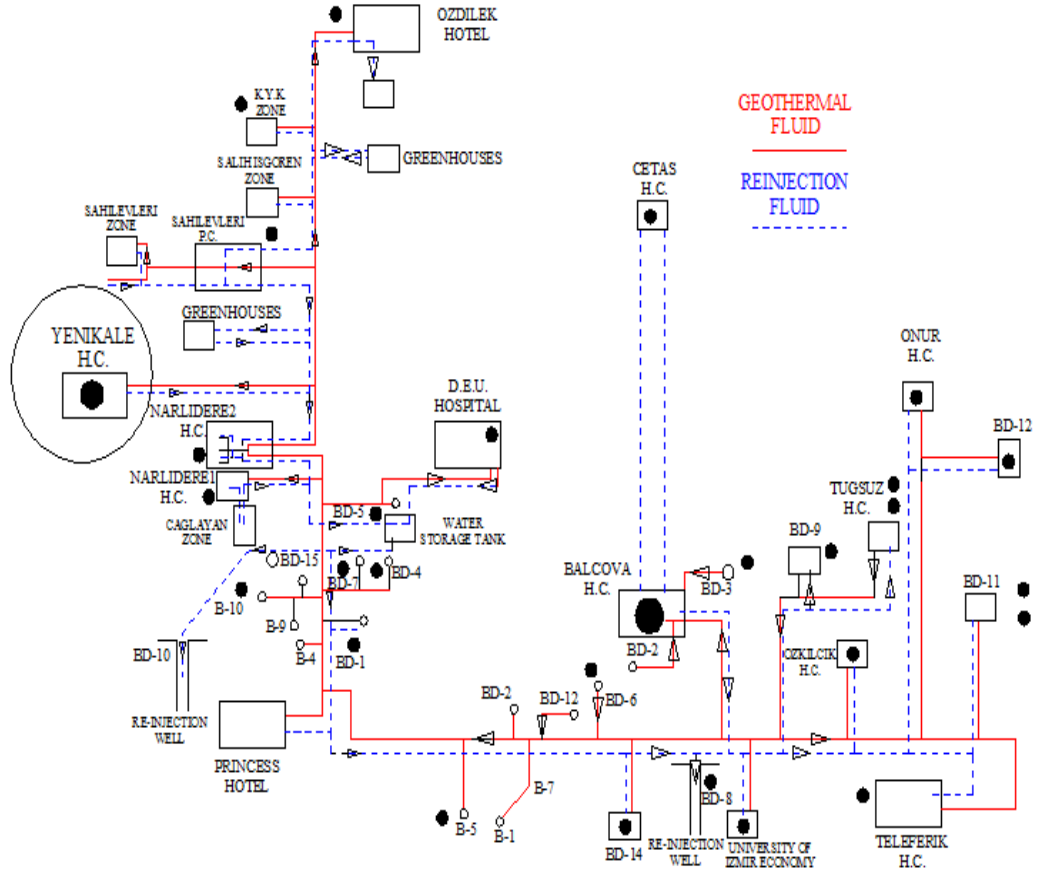 OZDILEK
HOTEL
K.Y.K.
ZONE
GEOTHERMAL
FLUID
SALIHISGOREN
ZONE
GREENHOUSES
CETAS
H.C.
REINJECTION
FLUID
SAHILEVLERI
ZONE
SAHILEVLERI
P.C.
GREENHOUSES
YENIKALE
H.C.
ONUR
H.C.
D.E.U.
HOSPITAL
NARLIDERE2
H.C.
BD-12
NARLIDERE1
H.C.
TUGSUZ
H.C.
BD-5
CAGLAYAN
ZONE
WATER
STORAGE TANK
BD-9
BD-15
BD-7
BD-4
BALCOVA
H.C.
BD-3
BD-11
B-10
B-9
B-4
BD-1
BD-2
OZKILCIK
H.C.
BD-10
RE-INJECTION
WELL
BD-2
BD-12
BD-6
PRINCESS
HOTEL
B-7
BD-8
B-5
B-1
BD-14
RE-INJECTION
WELL
UNIVERSITY OF
IZMIR ECONOMY
TELEFERIK
H.C.